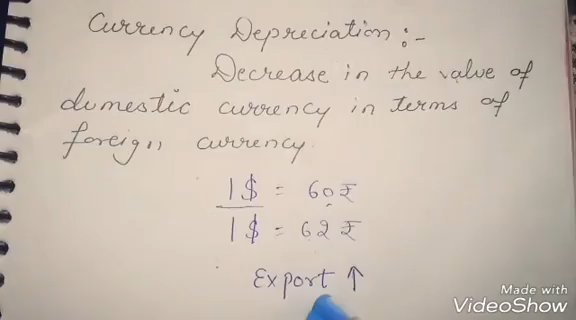 Currency Depreciation :-
Decrease in the value of
domestic currency in terms of
foreign currency.
1$ = 60₹
1$ = 62₹
Export ↑
Made with
VideoShow